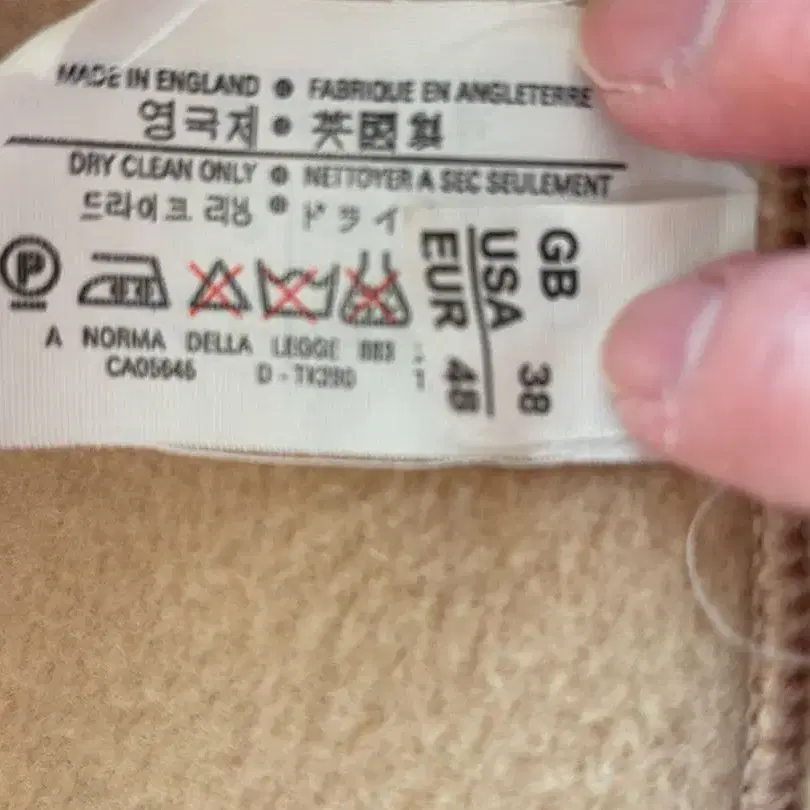 MADE IN ENGLAND ● FABRIQUE EN ANGLETERRE
영국제 ● 英國製
DRY CLEAN ONLY ● NETTOYER A SEC SEULEMENT
드라이크리닝 ● ドライ
P
A NORMA DELLA LEGGE 883
CA05646
GB
USA 38
EUR 48